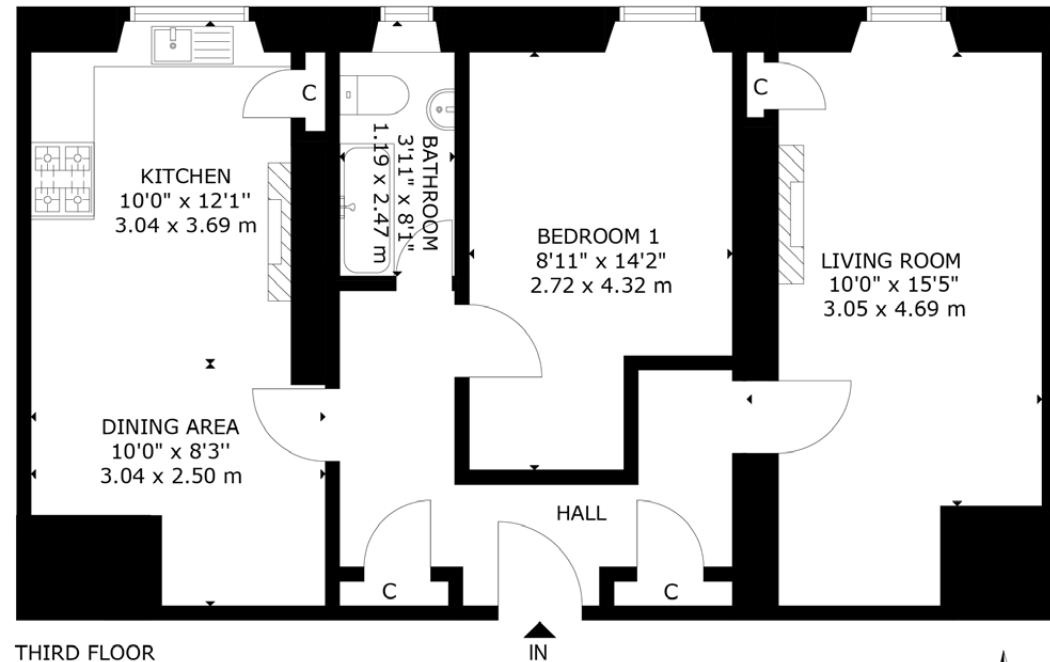 C
C
KITCHEN
10'0" x 12'1"
3.04 x 3.69 m
BATHROOM
3'11" x 8'1"
1.19 x 2.47 m
BEDROOM 1
8'11" x 14'2"
2.72 x 4.32 m
LIVING ROOM
10'0" x 15'5"
3.05 x 4.69 m
DINING AREA
10'0" x 8'3"
3.04 x 2.50 m
HALL
C
C
THIRD FLOOR
IN